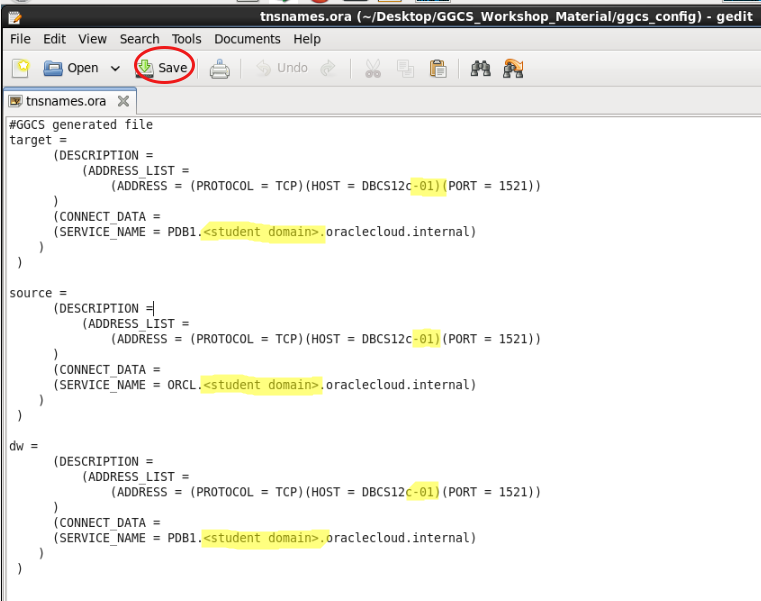 tnsnames.ora (~/Desktop/GGCS_Workshop_Material/ggcs_config) - gedit
File Edit View Search Tools Documents Help
Open Save Undo
tnsnames.ora
#GGCS generated file
target =
(DESCRIPTION =
(ADDRESS_LIST =
(ADDRESS = (PROTOCOL = TCP)(HOST = DBCS12c-01)(PORT = 1521))
)
(CONNECT_DATA =
(SERVICE_NAME = PDB1.<student domain>.oraclecloud.internal)
)
)
source =
(DESCRIPTION =
(ADDRESS_LIST =
(ADDRESS = (PROTOCOL = TCP)(HOST = DBCS12c-01)(PORT = 1521))
)
(CONNECT_DATA =
(SERVICE_NAME = ORCL.<student domain>.oraclecloud.internal)
)
)
dw =
(DESCRIPTION =
(ADDRESS_LIST =
(ADDRESS = (PROTOCOL = TCP)(HOST = DBCS12c-01)(PORT = 1521))
)
(CONNECT_DATA =
(SERVICE_NAME = PDB1.<student domain>.oraclecloud.internal)
)
)